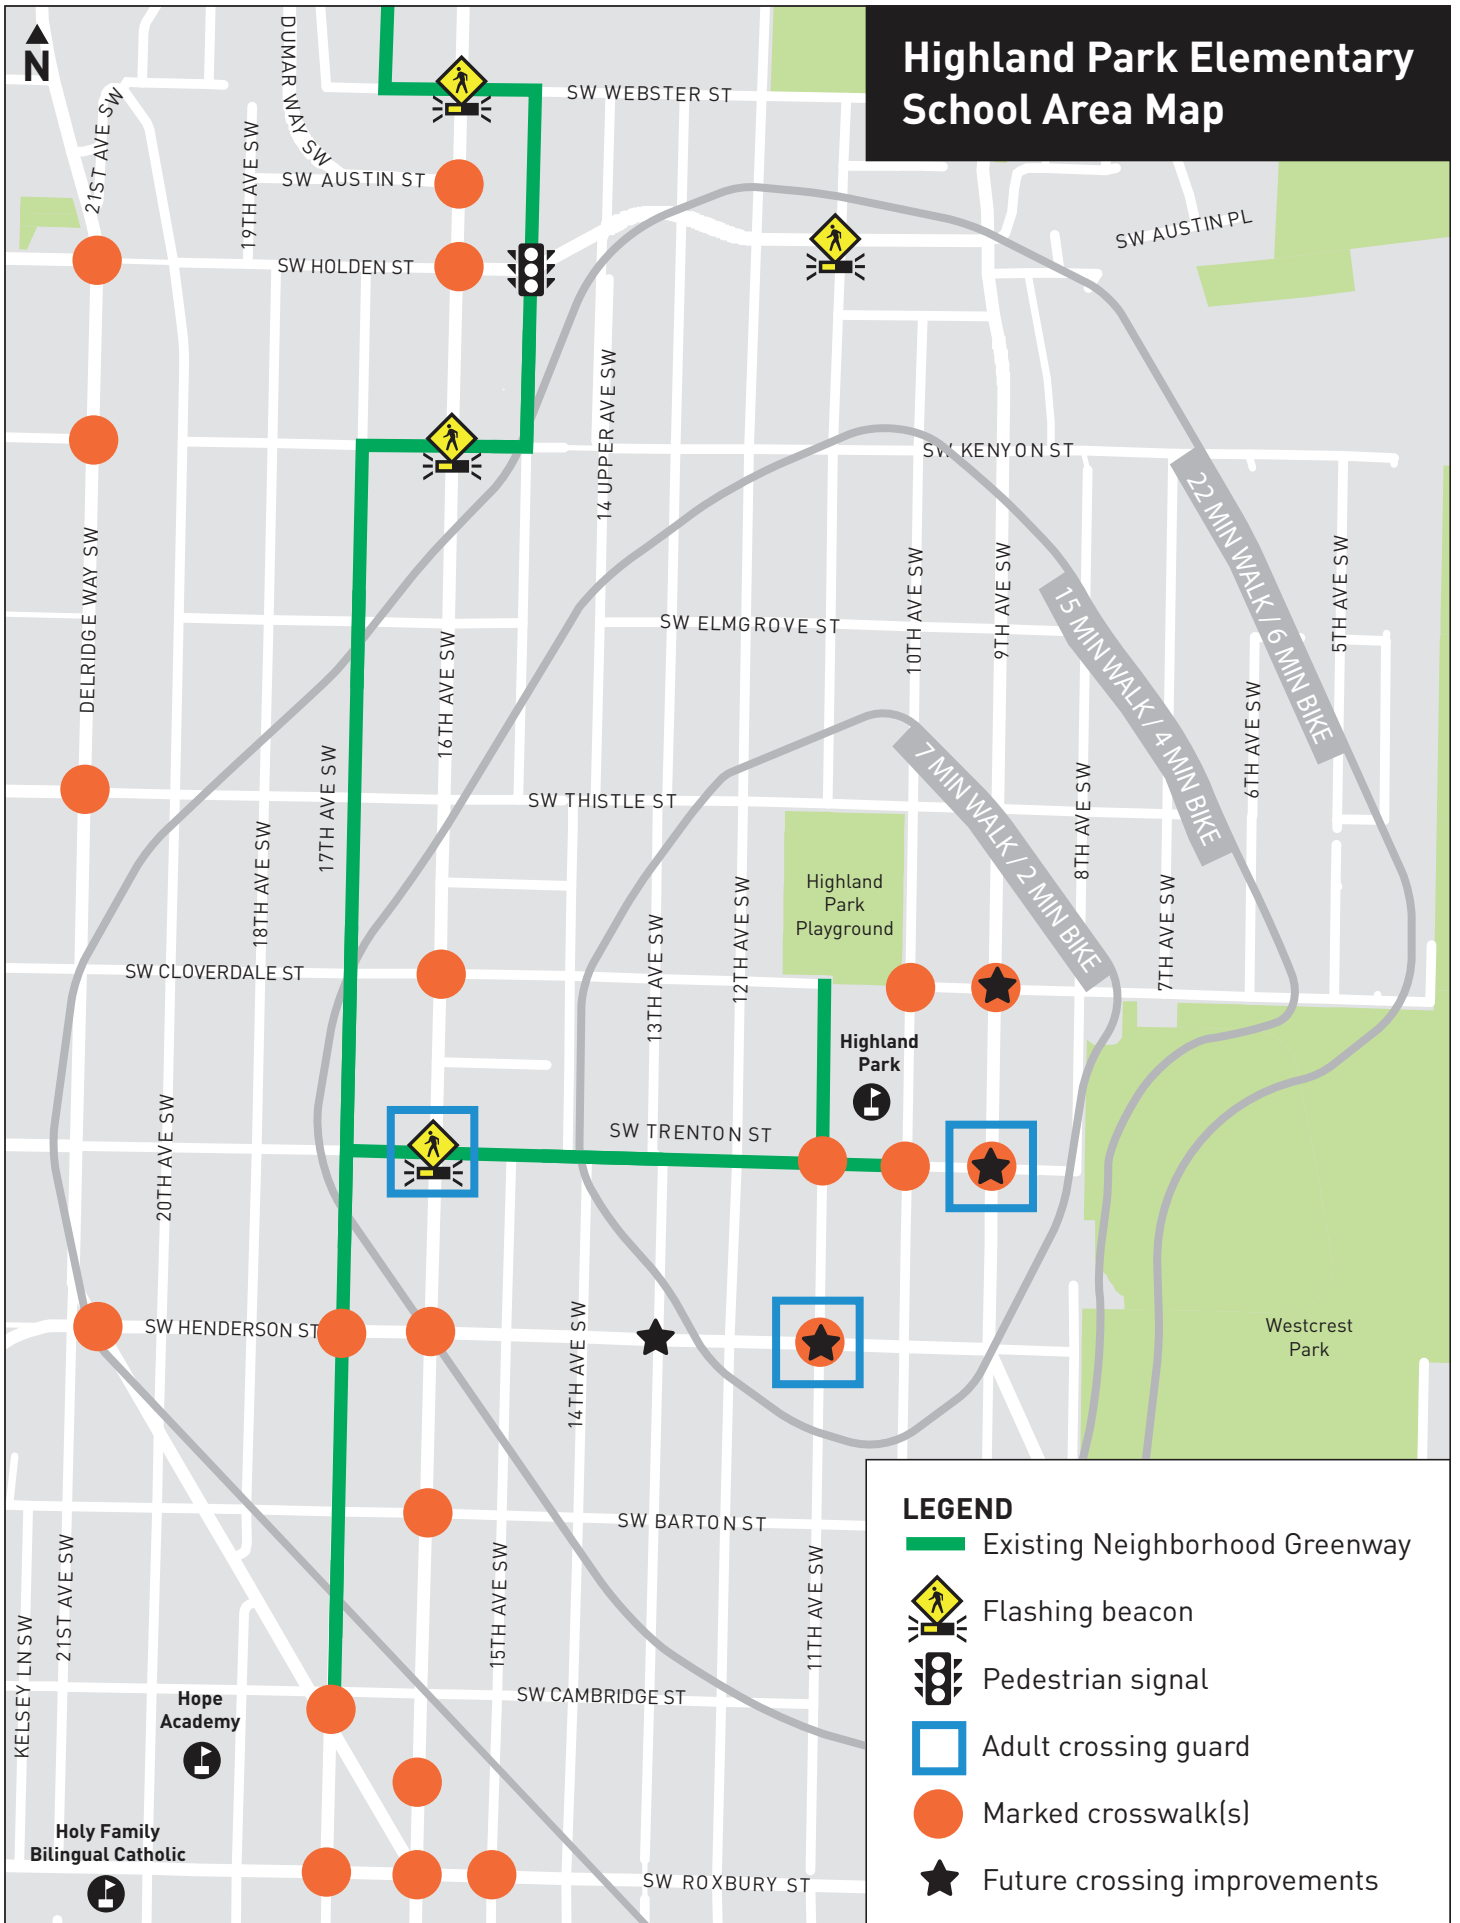 Highland Park Elementary
School Area Map
N
DUMAR WAY SW
SW WEBSTER ST
21ST AVE SW
19TH AVE SW
SW AUSTIN ST
SW AUSTIN PL
SW HOLDEN ST
14 UPPER AVE SW
SW KENYON ST
22 MIN WALK / 6 MIN BIKE
DELRIDGE WAY SW
10TH AVE SW
9TH AVE SW
5TH AVE SW
15 MIN WALK / 4 MIN BIKE
SW ELMGROVE ST
16TH AVE SW
6TH AVE SW
17TH AVE SW
7 MIN WALK / 2 MIN BIKE
8TH AVE SW
SW THISTLE ST
18TH AVE SW
Highland
Park
Playground
13TH AVE SW
12TH AVE SW
7TH AVE SW
SW CLOVERDALE ST
Highland
Park
20TH AVE SW
SW TRENTON ST
SW HENDERSON ST
14TH AVE SW
Westcrest
Park
SW BARTON ST
21ST AVE SW
15TH AVE SW
11TH AVE SW
KELSEY LN SW
SW CAMBRIDGE ST
Hope
Academy
Holy Family
Bilingual Catholic
SW ROXBURY ST
LEGEND
Existing Neighborhood Greenway
Flashing beacon
Pedestrian signal
Adult crossing guard
Marked crosswalk(s)
Future crossing improvements